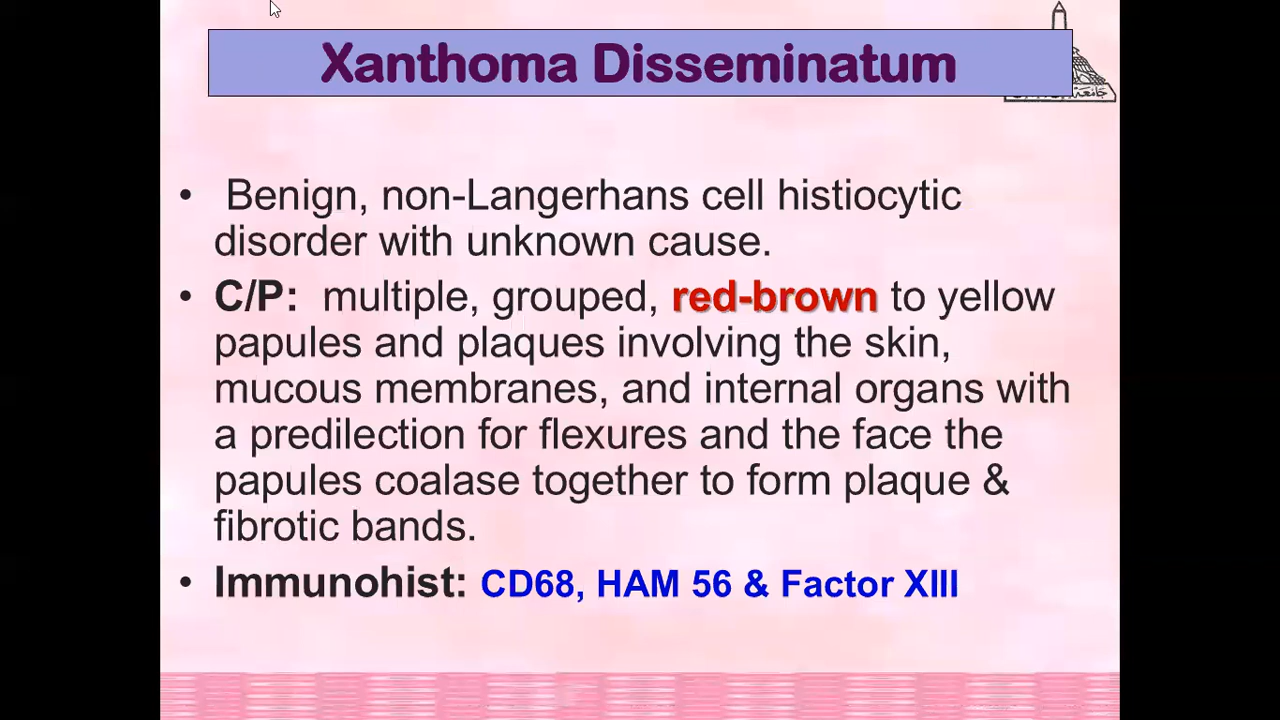 Xanthoma Disseminatum
جامعة
• Benign, non-Langerhans cell histiocytic
disorder with unknown cause.
• C/P: multiple, grouped, red-brown to yellow
papules and plaques involving the skin,
mucous membranes, and internal organs with
a predilection for flexures and the face the
papules coalase together to form plaque &
fibrotic bands.
• Immunohist: CD68, HAM 56 & Factor XIII